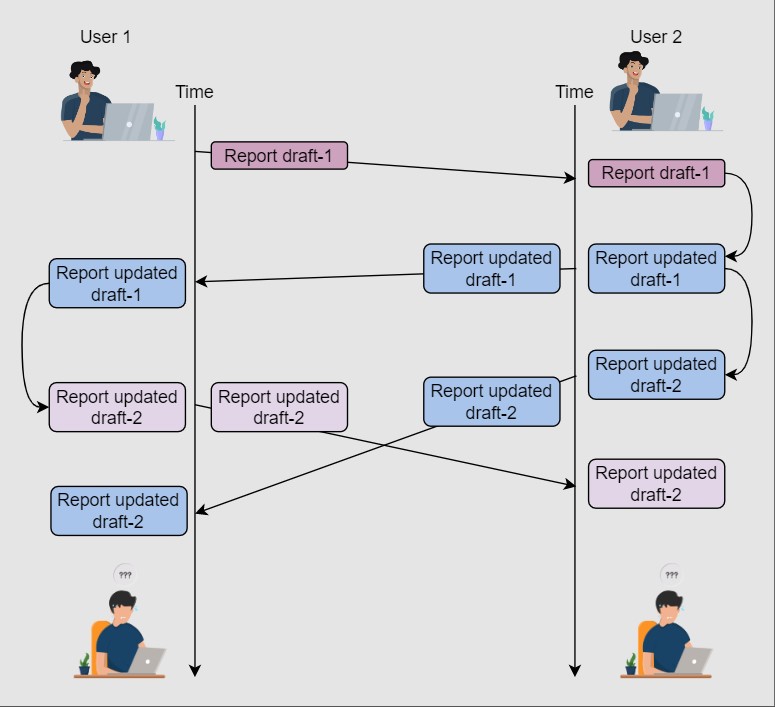 User 1
User 2
Time
Time
Report draft-1
Report draft-1
Report updated
draft-1
Report updated
draft-1
Report updated
draft-1
Report updated
draft-2
Report updated
draft-2
Report updated
draft-2
Report updated
draft-2
Report updated
draft-2
Report updated
draft-2
???
???